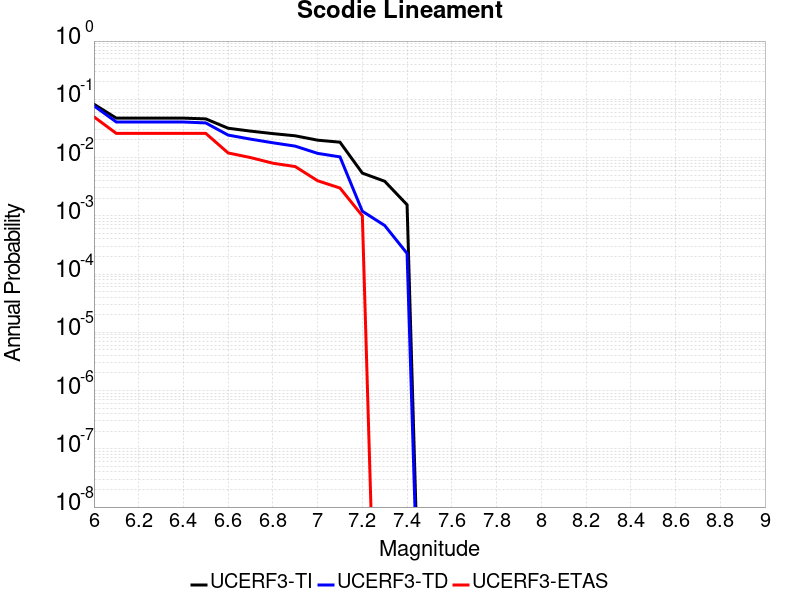 Scodie Lineament
10^0
10^-1
10^-2
10^-3
10^-4
10^-5
10^-6
10^-7
10^-8
Annual Probability
6 6.2 6.4 6.6 6.8 7 7.2 7.4 7.6 7.8 8 8.2 8.4 8.6 8.8 9
Magnitude
UCERF3-TI UCERF3-TD UCERF3-ETAS